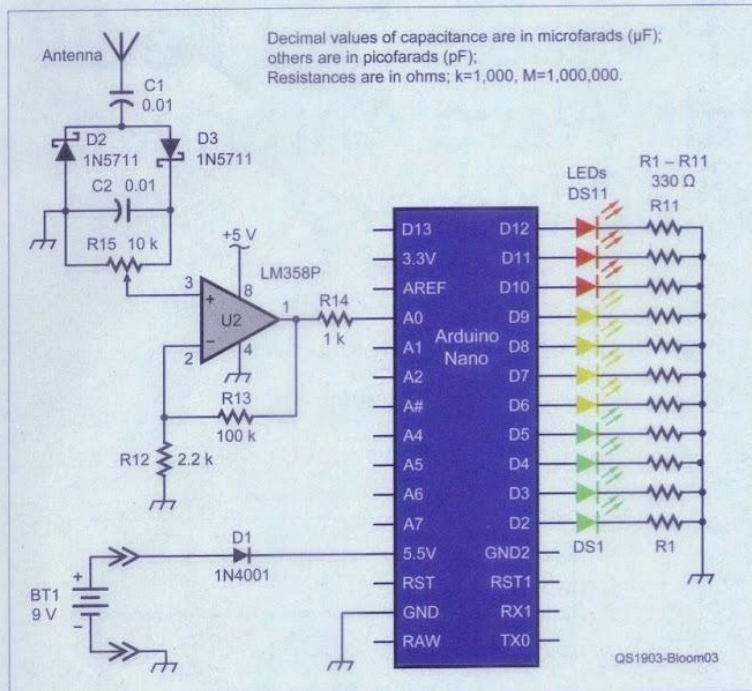 Decimal values of capacitance are in microfarads (µF);
others are in picofarads (pF);
Resistances are in ohms; k=1,000, M=1,000,000.
Antenna
C1
0.01
D2
1N5711
D3
1N5711
C2 0.01
R15 10 k
+5 V
LM358P
3
+
8
U2
1
−
2
4
R14
1 k
R13
100 k
R12 2.2 k
D1
1N4001
BT1
9 V
+
−
Arduino
Nano
D13
3.3V
AREF
A0
A1
A2
A#
A4
A5
A6
A7
5.5V
RST
GND
RAW
D12
D11
D10
D9
D8
D7
D6
D5
D4
D3
D2
GND2
RST1
RX1
TX0
LEDs
DS11
R1 – R11
330 Ω
R11
DS1
R1
QS1903-Bloom03